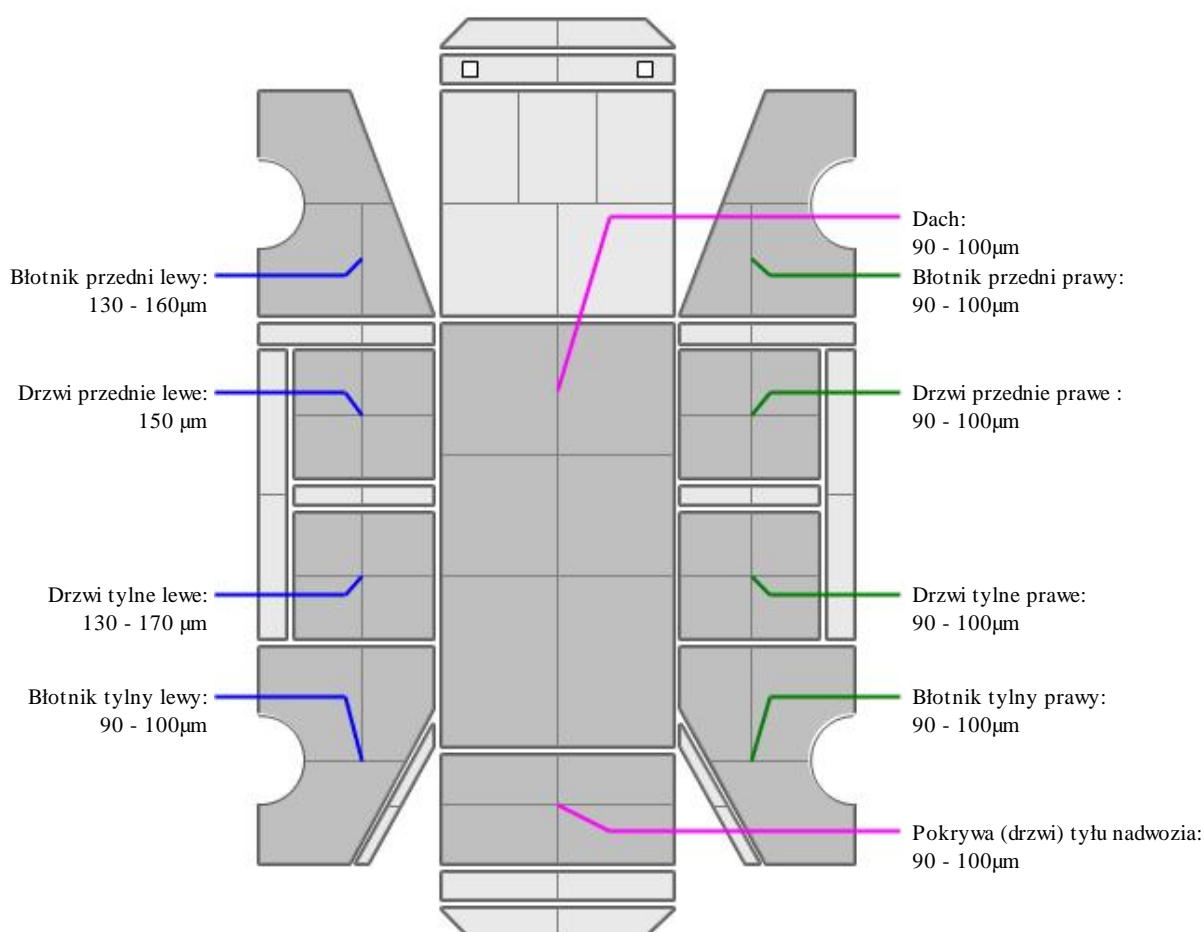 Dach:
90 - 100µm
Błotnik przedni lewy:
130 - 160µm
Błotnik przedni prawy:
90 - 100µm
Drzwi przednie lewe:
150 µm
Drzwi przednie prawe :
90 - 100µm
Drzwi tylne lewe:
130 - 170 µm
Drzwi tylne prawe:
90 - 100µm
Błotnik tylny lewy:
90 - 100µm
Błotnik tylny prawy:
90 - 100µm
Pokrywa (drzwi) tyłu nadwozia:
90 - 100µm